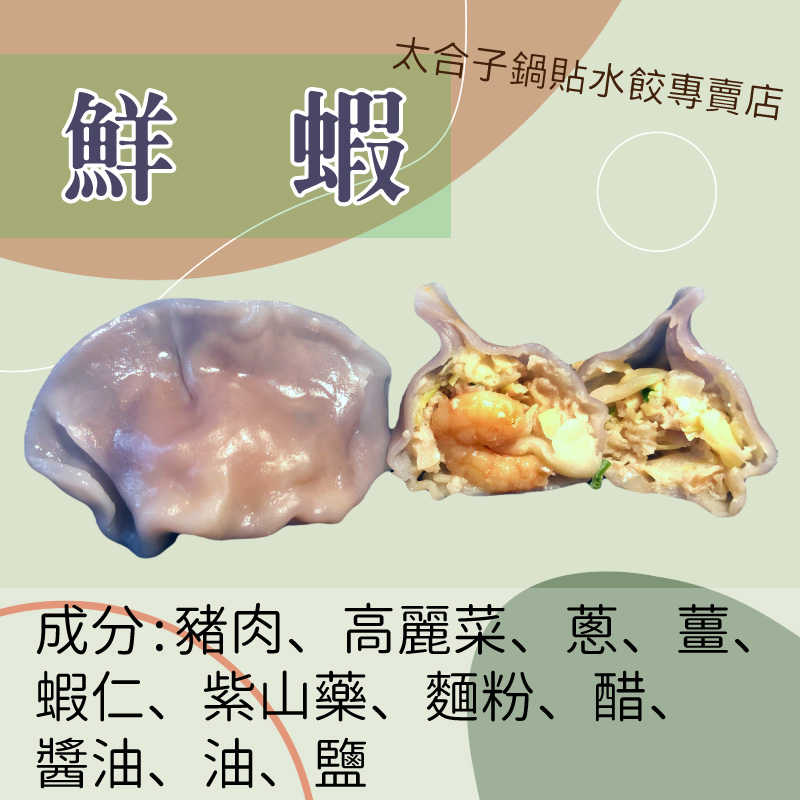 太合子鍋貼水餃專賣店
鮮 蝦
成分:豬肉、高麗菜、蔥、薑、
蝦仁、紫山藥、麵粉、醋、
醬油、油、鹽